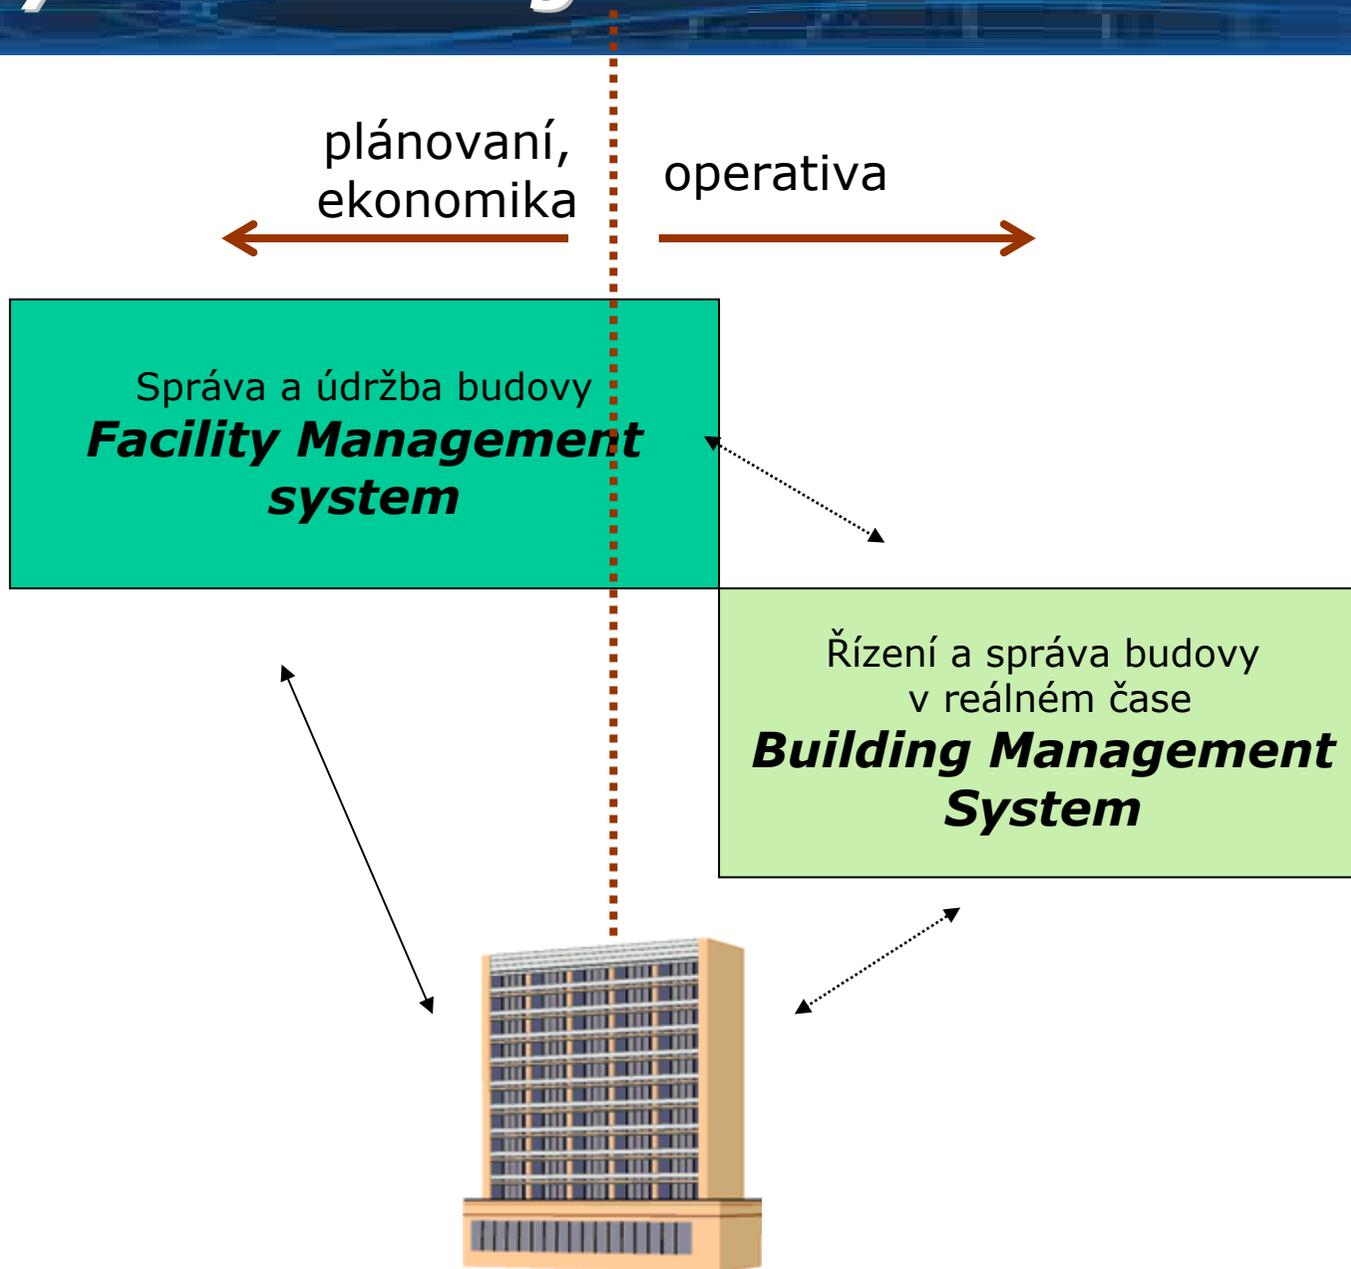 plánovaní,
ekonomika
operativa
Správa a údržba budovy
Facility Management
system
Řízení a správa budovy
v reálném čase
Building Management
System